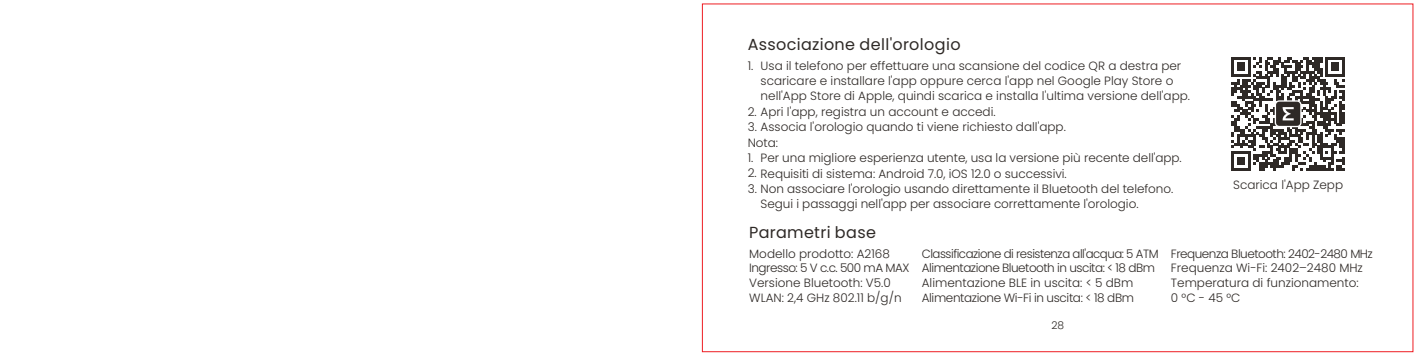 Associazione dell'orologio
1. Usa il telefono per effettuare una scansione del codice QR a destra per
scaricare e installare l'app oppure cerca l'app nel Google Play Store o
nell'App Store di Apple, quindi scarica e installa l'ultima versione dell'app.
2. Apri l'app, registra un account e accedi.
3. Associa l'orologio quando ti viene richiesto dall'app.
Nota:
1. Per una migliore esperienza utente, usa la versione più recente dell'app.
2. Requisiti di sistema: Android 7.0, iOS 12.0 o successivi.
3. Non associare l'orologio usando direttamente il Bluetooth del telefono.
Segui i passaggi nell'app per associare correttamente l'orologio.
Scarica l'App Zepp
Parametri base
Modello prodotto: A2168
Ingresso: 5 V c.c. 500 mA MAX
Versione Bluetooth: V5.0
WLAN: 2,4 GHz 802.11 b/g/n
Classificazione di resistenza all'acqua: 5 ATM
Alimentazione Bluetooth in uscita: < 18 dBm
Alimentazione BLE in uscita: < 5 dBm
Alimentazione Wi-Fi in uscita: < 18 dBm
Frequenza Bluetooth: 2402-2480 MHz
Frequenza Wi-Fi: 2402–2480 MHz
Temperatura di funzionamento:
0 °C - 45 °C
28